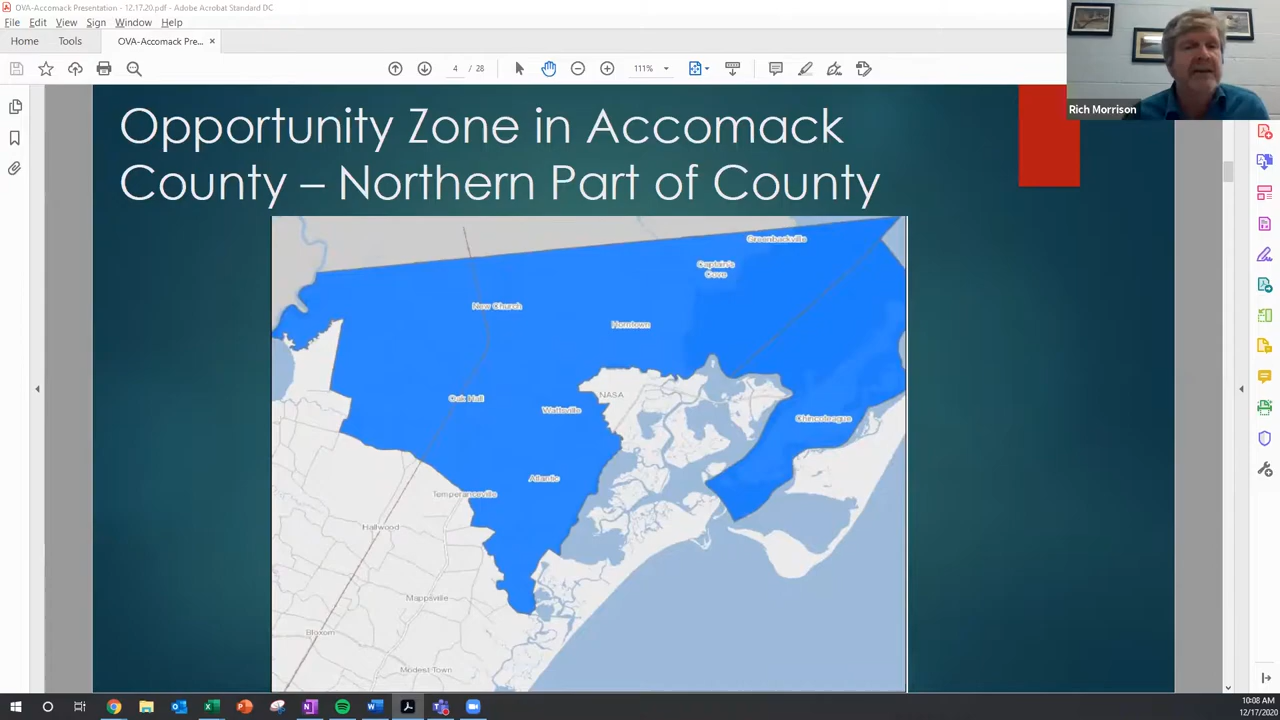 OVA-Accomack Presentation - 12.17.20.pdf - Adobe Acrobat Standard DC
File Edit View Sign Window Help
Home Tools OVA-Accomack Pre... ×
/ 28 111%
Rich Morrison
Opportunity Zone in Accomack
County – Northern Part of County
Greenbackville
Captain's
Cove
New Church
Horntown
NASA
Oak Hall
Wattsville
Chincoteague
Atlantic
Temperanceville
Hallwood
Mappsville
Bloxom
Modest Town
10:08 AM
12/17/2020